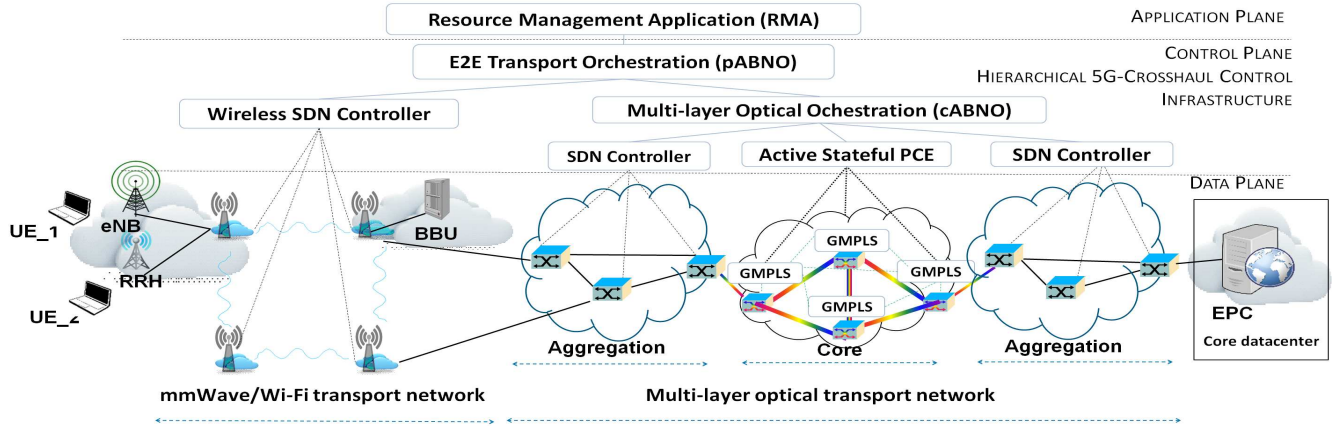 Resource Management Application (RMA)
APPLICATION PLANE
E2E Transport Orchestration (pABNO)
CONTROL PLANE
HIERARCHICAL 5G-CROSSHAUL CONTROL
INFRASTRUCTURE
Wireless SDN Controller
Multi-layer Optical Ochestration (cABNO)
SDN Controller
Active Stateful PCE
SDN Controller
DATA PLANE
UE_1
eNB
BBU
RRH
UE_2
GMPLS
GMPLS
GMPLS
GMPLS
EPC
Core datacenter
Aggregation
Core
Aggregation
mmWave/Wi-Fi transport network
Multi-layer optical transport network